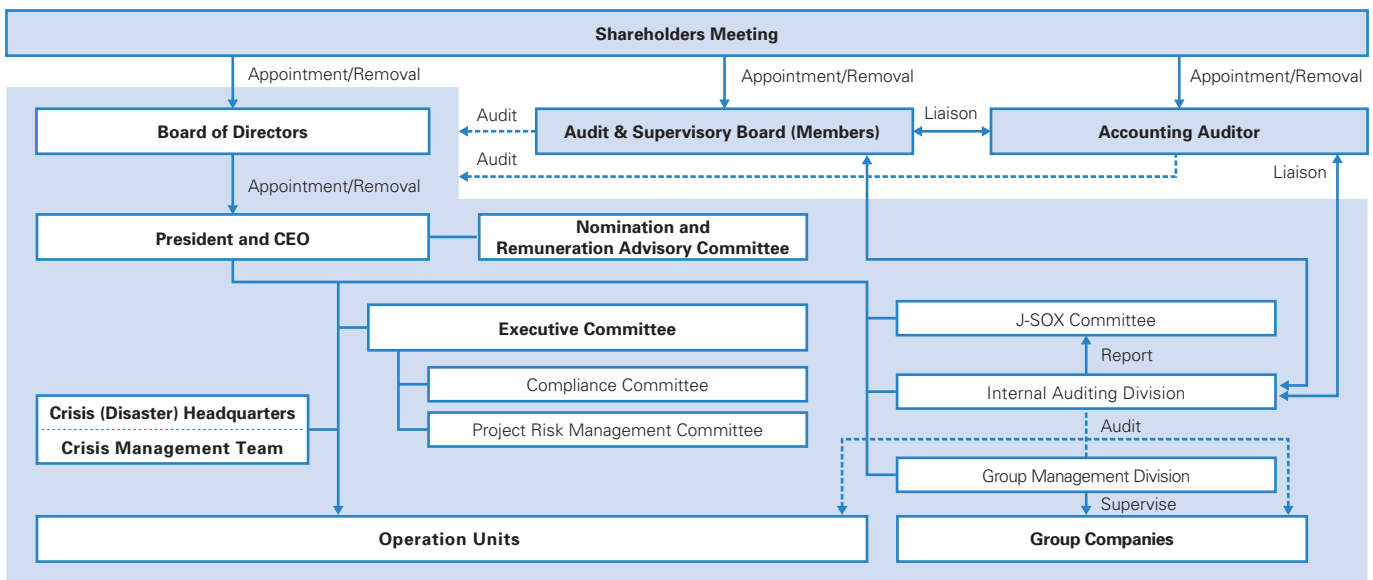 Shareholders Meeting
Appointment/Removal
Appointment/Removal
Appointment/Removal
Board of Directors
Audit
Audit & Supervisory Board (Members)
Liaison
Accounting Auditor
Audit
Liaison
Appointment/Removal
President and CEO
Nomination and
Remuneration Advisory Committee
Executive Committee
J-SOX Committee
Report
Compliance Committee
Internal Auditing Division
Crisis (Disaster) Headquarters
Crisis Management Team
Project Risk Management Committee
Audit
Group Management Division
Supervise
Operation Units
Group Companies